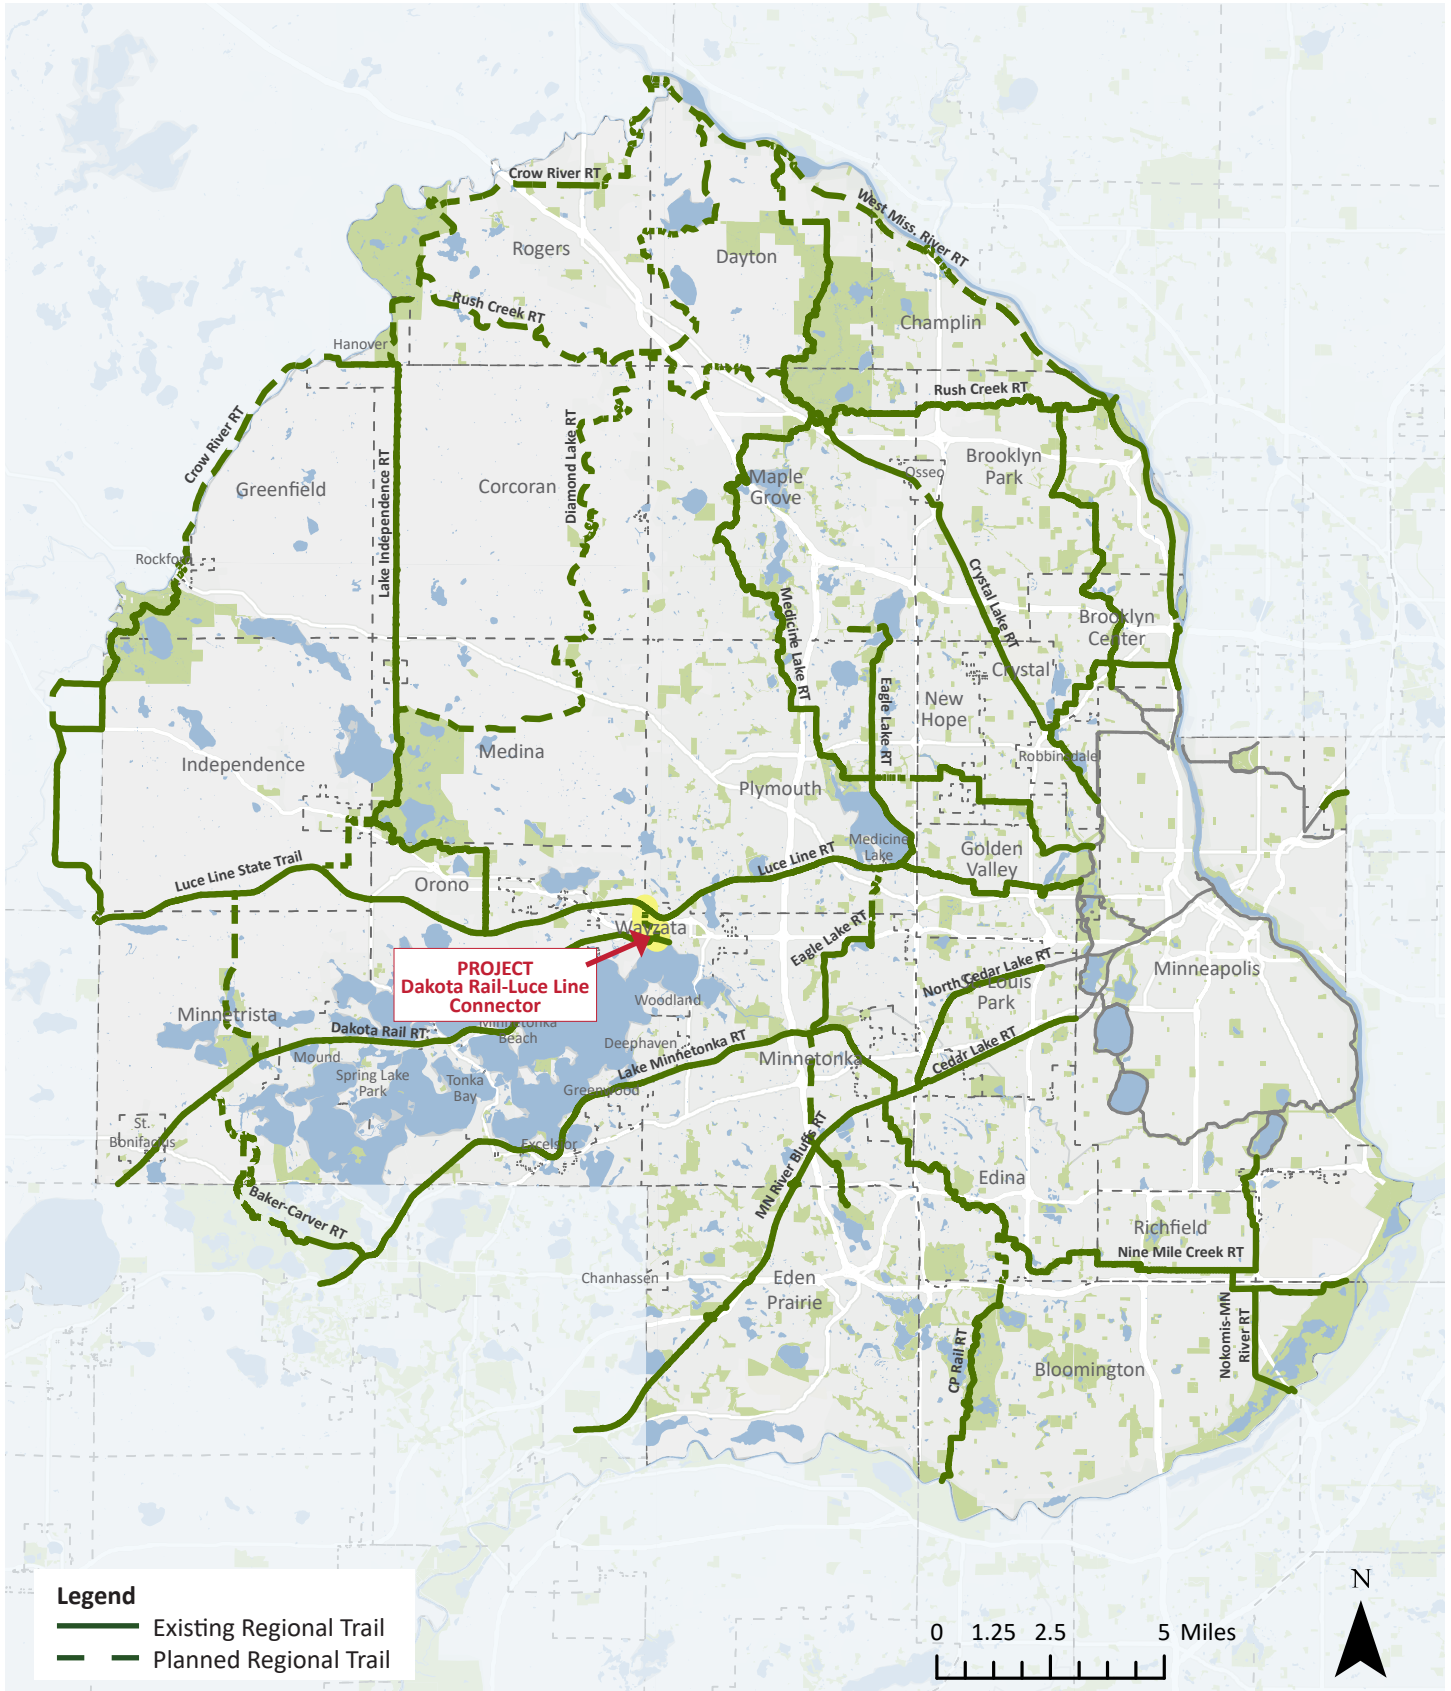 Crow River RT
West Miss. River RT
Rogers
Dayton
Rush Creek RT
Champlin
Hanover
Rush Creek RT
Crow River RT
Diamond Lake RT
Lake Independence RT
Brooklyn
Park
Osseo
Maple
Grove
Greenfield
Corcoran
Rockford
Crystal Lake RT
Medicine Lake RT
Brooklyn
Center
Crystal
Eagle Lake RT
New
Hope
Medina
Independence
Robbinsdale
Plymouth
Medicine
Lake
Golden
Valley
Luce Line State Trail
Luce Line RT
Orono
Wayzata
Eagle Lake RT
PROJECT
Dakota Rail-Luce Line
Connector
North Cedar Lake RT
St. Louis
Park
Minneapolis
Woodland
Minnetrista
Dakota Rail RT
Minnetonka
Beach
Deephaven
Lake Minnetonka RT
Minnetonka
Cedar Lake RT
Mound
Spring Lake
Park
Tonka
Bay
Greenwood
St.
Bonifacius
Excelsior
MN River Bluffs RT
Edina
Baker-Carver RT
Richfield
Nine Mile Creek RT
Chanhassen
Eden
Prairie
Nokomis-MN
River RT
CP Rail RT
Bloomington
Legend
Existing Regional Trail
Planned Regional Trail
0 1.25 2.5 5 Miles
N